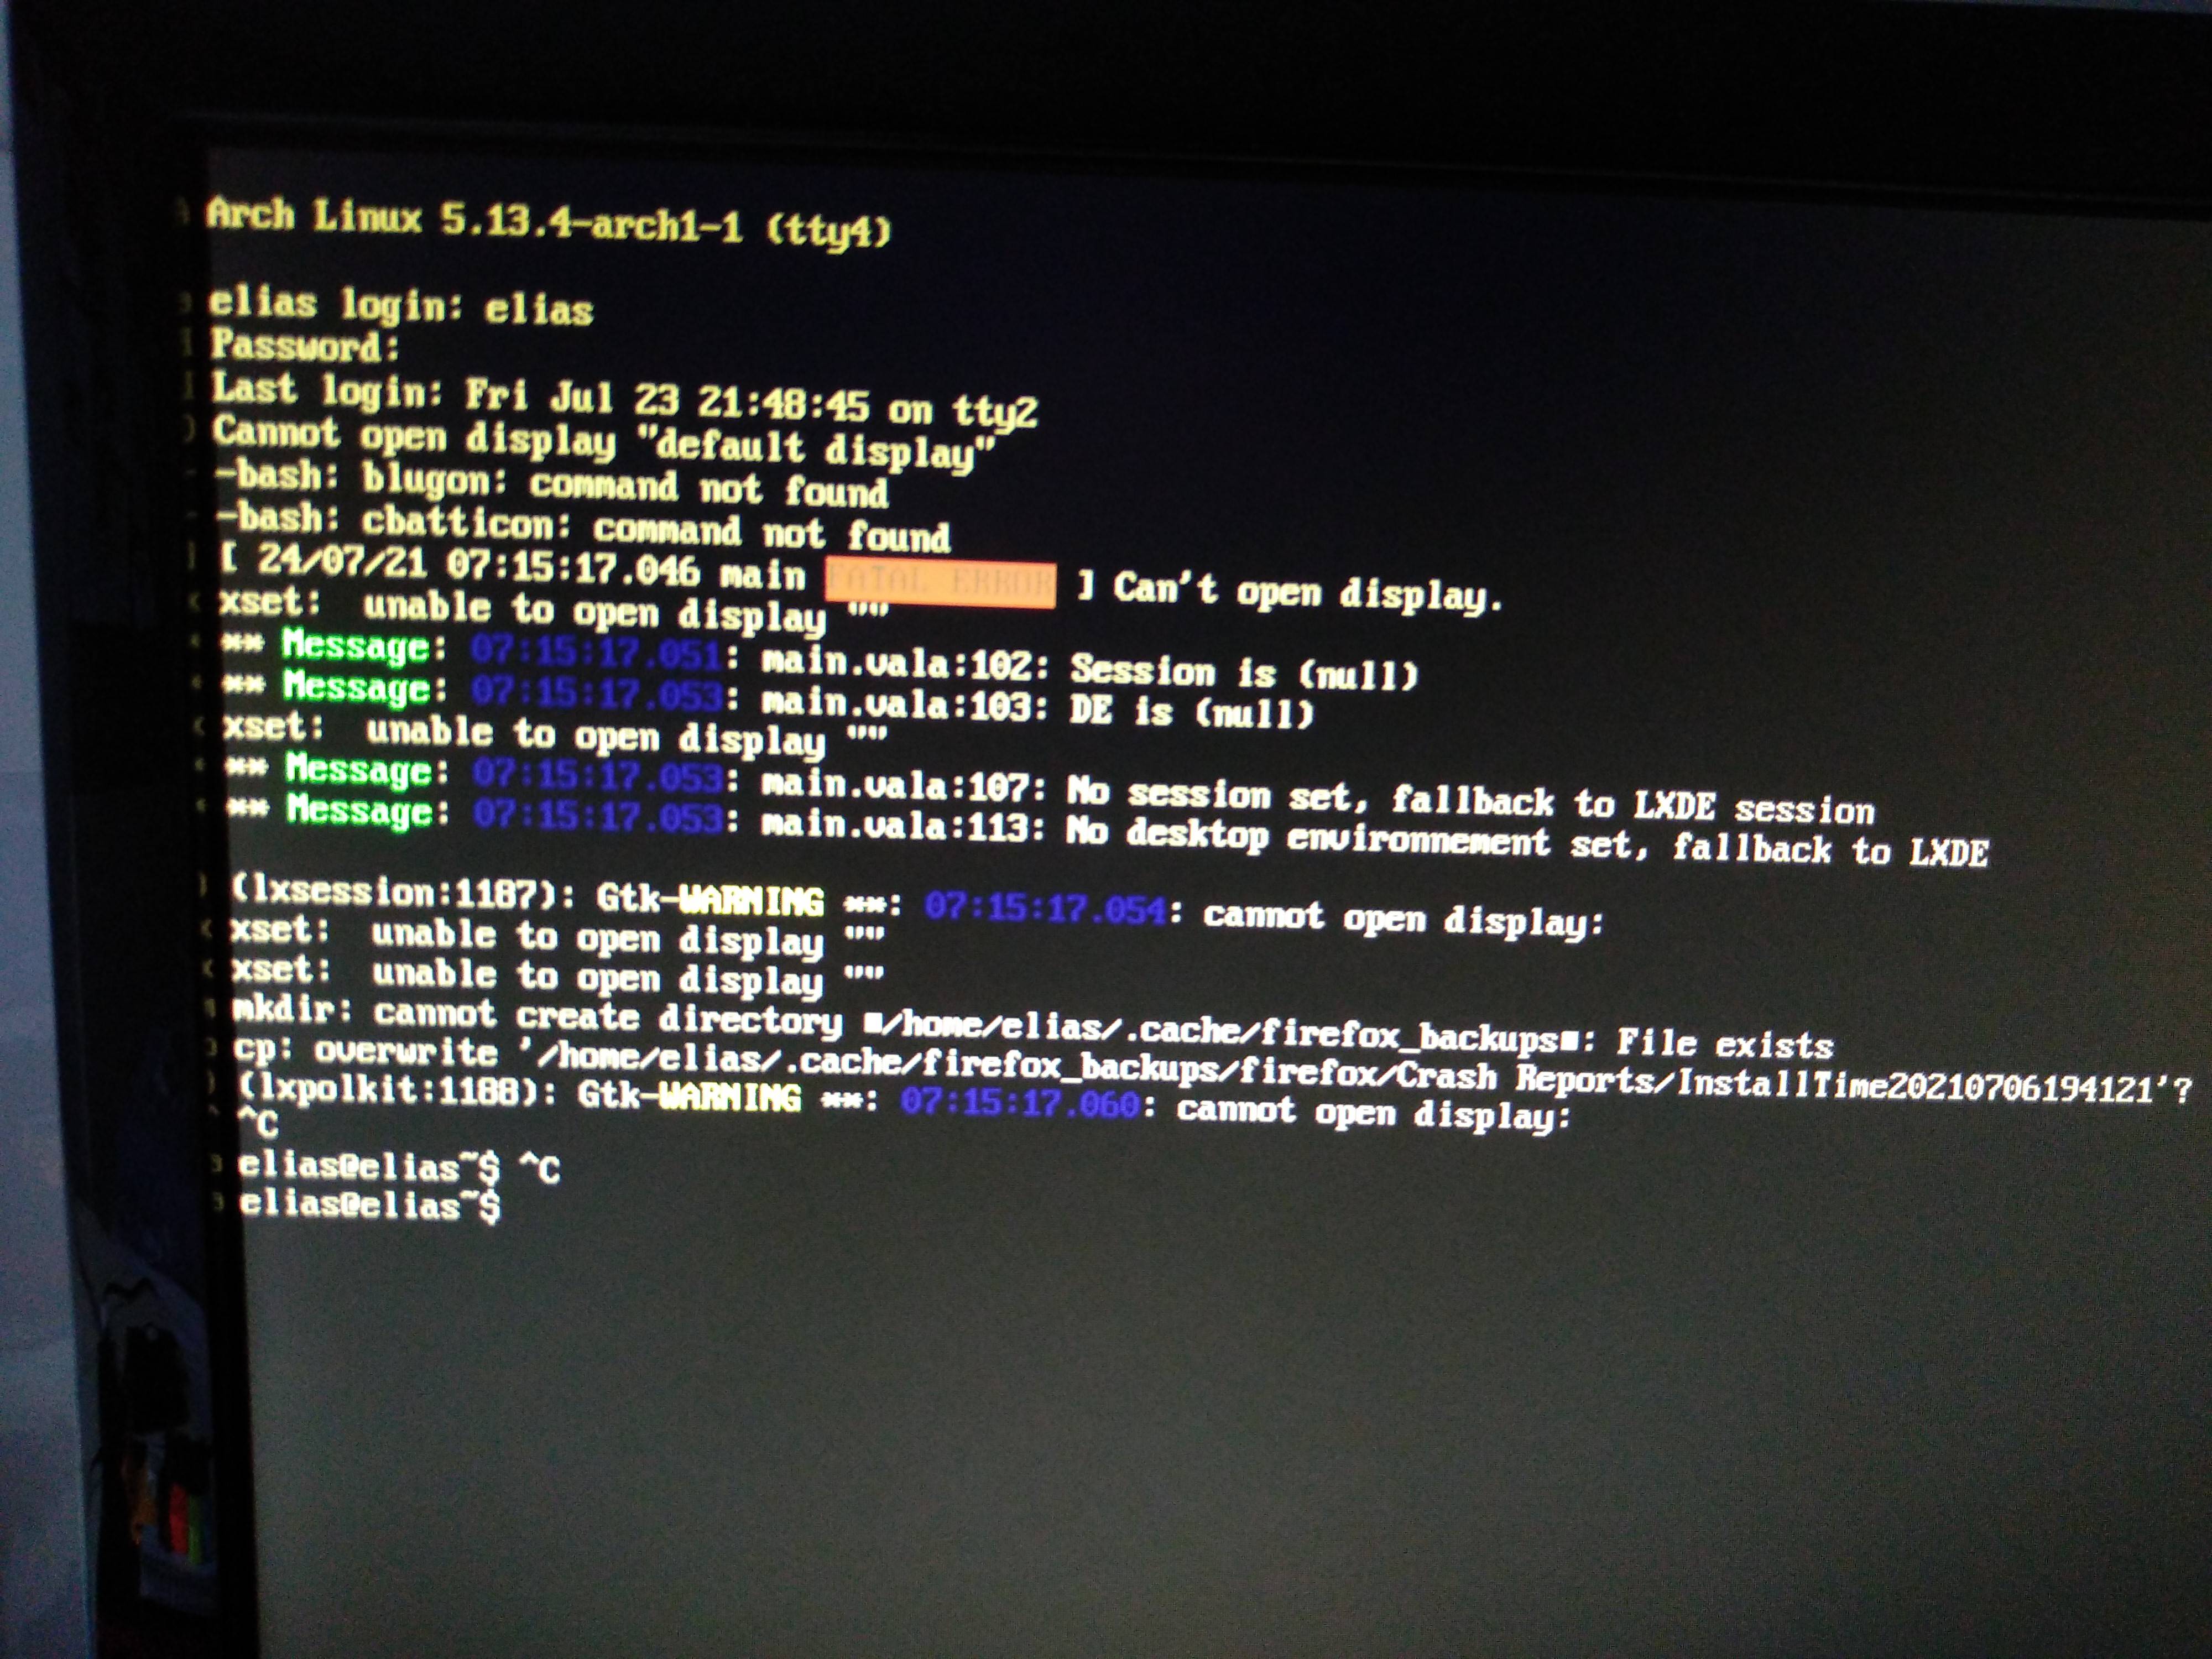 Arch Linux 5.13.4-arch1-1 (tty4)
elias login: elias
Password:
Last login: Fri Jul 23 21:48:45 on tty2
Cannot open display "default display"
-bash: blugon: command not found
-bash: cbatticon: command not found
[ 24/07/21 07:15:17.046 main FATAL ERROR ] Can't open display.
xset:  unable to open display ""
** Message: 07:15:17.051: main.vala:102: Session is (null)
** Message: 07:15:17.053: main.vala:103: DE is (null)
xset:  unable to open display ""
** Message: 07:15:17.053: main.vala:107: No session set, fallback to LXDE session
** Message: 07:15:17.053: main.vala:113: No desktop environnement set, fallback to LXDE
(lxsession:1187): Gtk-WARNING **: 07:15:17.054: cannot open display:
xset:  unable to open display ""
xset:  unable to open display ""
mkdir: cannot create directory ■/home/elias/.cache/firefox_backups■: File exists
cp: overwrite '/home/elias/.cache/firefox_backups/firefox/Crash Reports/InstallTime20210706194121'?
(lxpolkit:1188): Gtk-WARNING **: 07:15:17.060: cannot open display:
^C
elias@elias~$ ^C
elias@elias~$